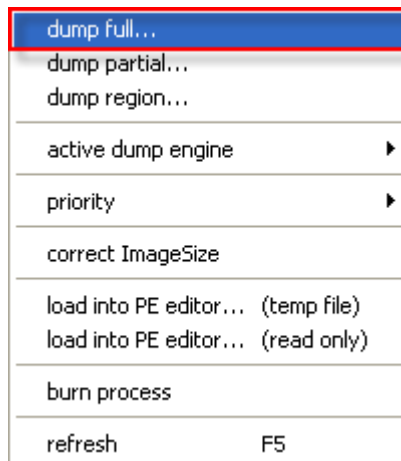 dump full...
dump partial...
dump region...
active dump engine
priority
correct ImageSize
load into PE editor... (temp file)
load into PE editor... (read only)
burn process
refresh F5